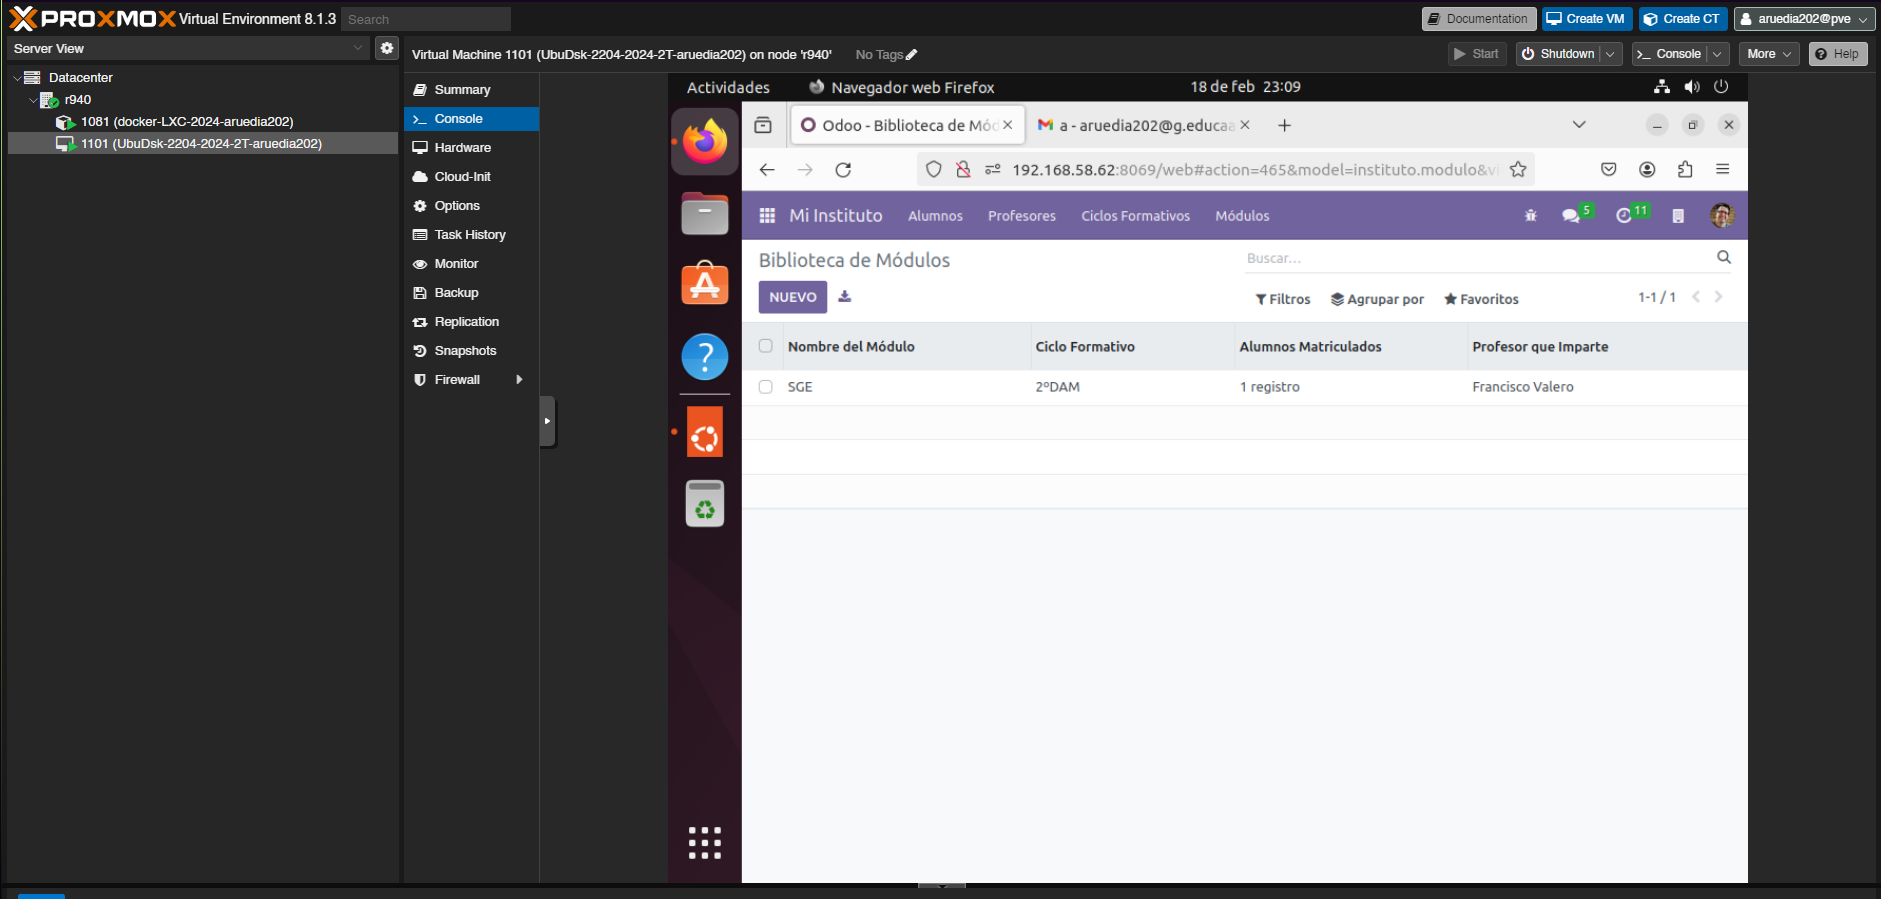 PROXMOX Virtual Environment 8.1.3 Search
Documentation Create VM Create CT aruedia202@pve
Server View
Datacenter
r940
1081 (docker-LXC-2024-aruedia202)
1101 (UbuDsk-2204-2024-2T-aruedia202)
Virtual Machine 1101 (UbuDsk-2204-2024-2T-aruedia202) on node 'r940' No Tags
Start Shutdown Console More Help
Summary
Console
Hardware
Cloud-Init
Options
Task History
Monitor
Backup
Replication
Snapshots
Firewall
Actividades Navegador web Firefox 18 de feb 23:09
Odoo - Biblioteca de Mód a - aruedia202@g.educaa
192.168.58.62:8069/web#action=465&model=instituto.modulo&vi
Mi Instituto Alumnos Profesores Ciclos Formativos Módulos 5 11
Biblioteca de Módulos Buscar...
NUEVO Filtros Agrupar por Favoritos 1-1 / 1
Nombre del Módulo Ciclo Formativo Alumnos Matriculados Profesor que Imparte
SGE 2ºDAM 1 registro Francisco Valero